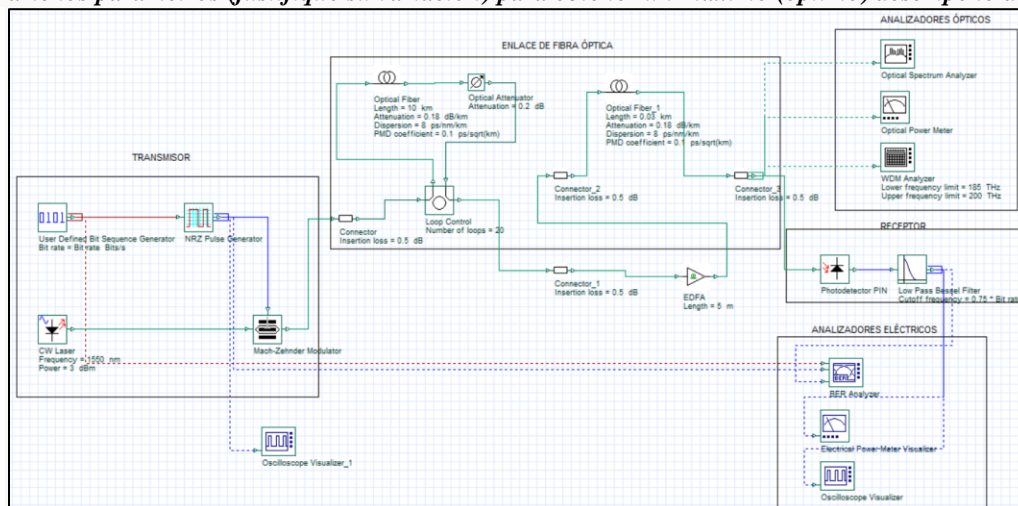 ANALIZADORES ÓPTICOS
ENLACE DE FIBRA ÓPTICA
Optical Spectrum Analyzer
Optical Fiber
Length = 10 km
Attenuation = 0.18 dB/km
Dispersion = 8 ps/nm/km
PMD coefficient = 0.1 ps/sqrt(km)
Optical Attenuator
Attenuation = 0.2 dB
Optical Fiber_1
Length = 0.03 km
Attenuation = 0.18 dB/km
Dispersion = 8 ps/nm/km
PMD coefficient = 0.1 ps/sqrt(km)
Optical Power Meter
WDM Analyzer
Lower frequency limit = 185 THz
Upper frequency limit = 200 THz
TRANSMISOR
Connector_2
Insertion loss = 0.5 dB
Connector_3
Insertion loss = 0.5 dB
0101
User Defined Bit Sequence Generator
Bit rate = Bit rate Bits/s
NRZ Pulse Generator
Connector
Insertion loss = 0.5 dB
Loop Control
Number of loops = 20
RECEPTOR
Connector_1
Insertion loss = 0.5 dB
EDFA
Length = 5 m
Photodetector PIN
Low Pass Bessel Filter
Cutoff frequency = 0.75 * Bit rat
CW Laser
Frequency = 1550 nm
Power = 3 dBm
Mach-Zehnder Modulator
ANALIZADORES ELÉCTRICOS
BER Analyzer
Oscilloscope Visualizer_1
Electrical Power Meter Visualizer
Oscilloscope Visualizer